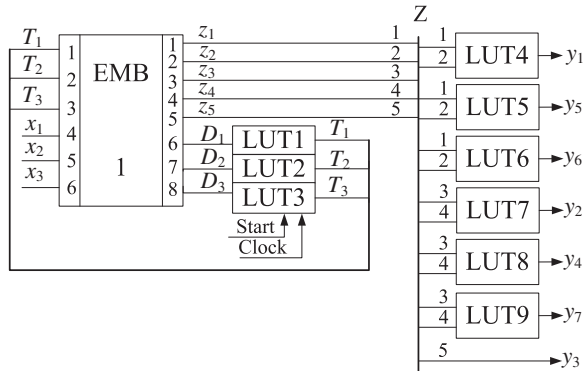 Z
T1 1 EMB 1 z1 1 1 LUT4 y1
T2 2 2 z2 2 2
T3 3 3 z3 3
x1 4 4 z4 4 1 LUT5 y5
x2 5 1 5 z5 5 2
x3 6 6 D1 LUT1 T1
7 D2 LUT2 T2 1 LUT6 y6
8 D3 LUT3 T3 2
Start
Clock
3 LUT7 y2
4
3 LUT8 y4
4
3 LUT9 y7
4
5 y3